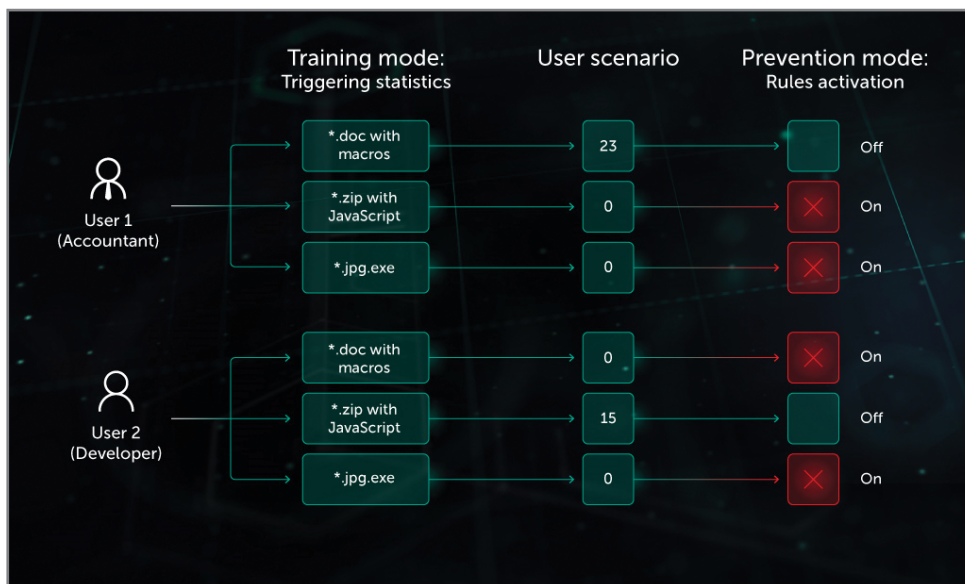 Training mode:
Triggering statistics
User scenario
Prevention mode:
Rules activation
User 1
(Accountant)
*.doc with
macros
23
Off
*.zip with
JavaScript
0
On
*.jpg.exe
0
On
User 2
(Developer)
*.doc with
macros
0
On
*.zip with
JavaScript
15
Off
*.jpg.exe
0
On